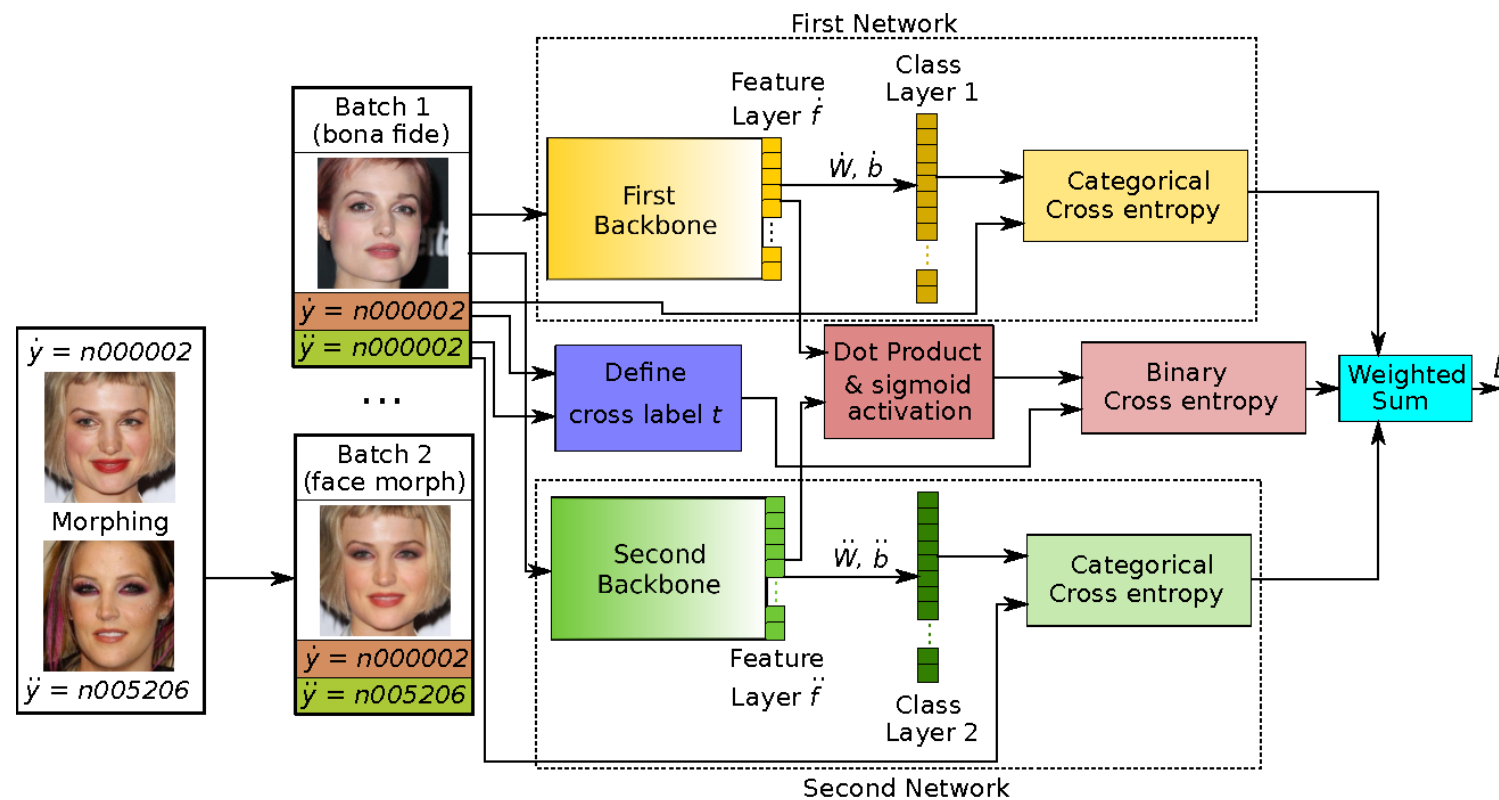 First Network
Batch 1
(bona fide)
ẏ = n000002
ÿ = n000002
...
Feature
Layer ḟ
Class
Layer 1
First
Backbone
Ẇ, ḃ
Categorical
Cross entropy
ẏ = n000002
Morphing
ÿ = n005206
Batch 2
(face morph)
ẏ = n000002
ÿ = n005206
Define
cross label t
Dot Product
& sigmoid
activation
Binary
Cross entropy
Weighted
Sum
Second
Backbone
Ẅ, b̈
Categorical
Cross entropy
Feature
Layer f̈
Class
Layer 2
Second Network